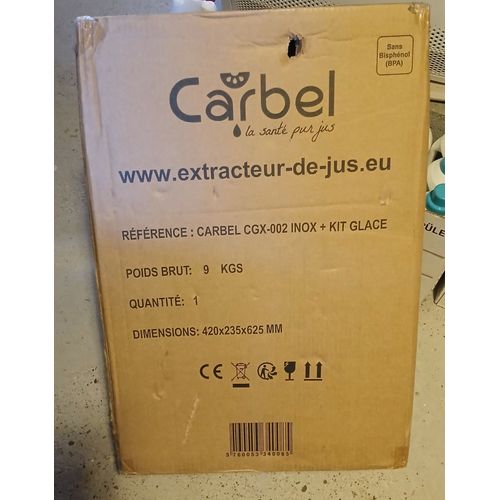 Sans
Bisphénol
(BPA)
Carbel
la santé pur jus
www.extracteur-de-jus.eu
RÉFÉRENCE : CARBEL CGX-002 INOX + KIT GLACE
POIDS BRUT: 9 KGS
QUANTITÉ: 1
DIMENSIONS: 420x235x625 MM
CE